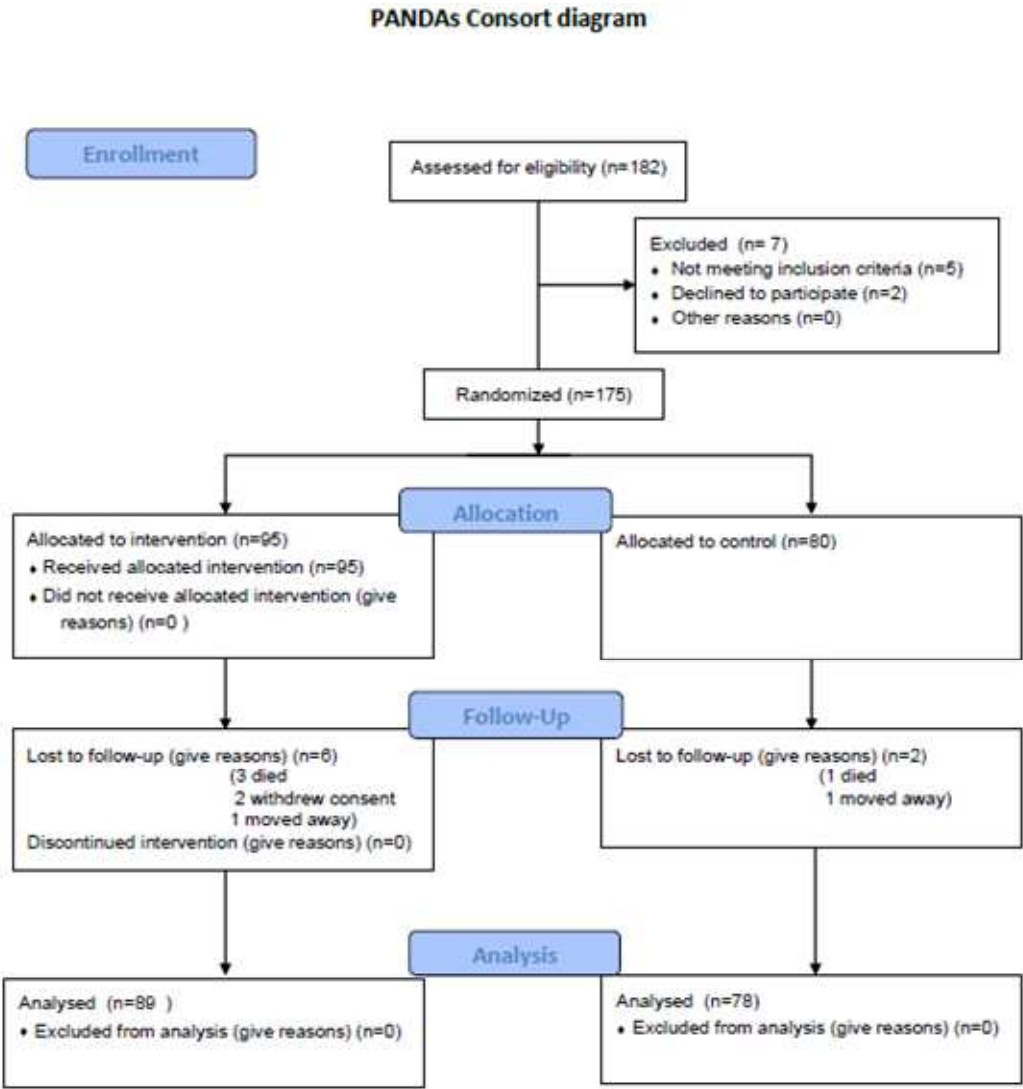 PANDAs Consort diagram
Enrollment
Assessed for eligibility (n=182)
Excluded (n= 7)
• Not meeting inclusion criteria (n=5)
• Declined to participate (n=2)
• Other reasons (n=0)
Randomized (n=175)
Allocation
Allocated to intervention (n=95)
• Received allocated intervention (n=95)
• Did not receive allocated intervention (give
reasons) (n=0 )
Allocated to control (n=80)
Follow-Up
Lost to follow-up (give reasons) (n=6)
(3 died
2 withdrew consent
1 moved away)
Discontinued intervention (give reasons) (n=0)
Lost to follow-up (give reasons) (n=2)
(1 died
1 moved away)
Analysis
Analysed (n=89 )
• Excluded from analysis (give reasons) (n=0)
Analysed (n=78)
• Excluded from analysis (give reasons) (n=0)